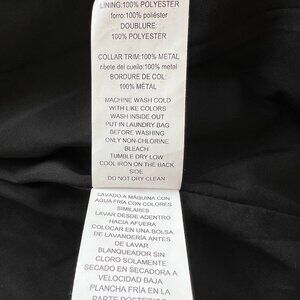 LINING:100% POLYESTER
forro:100% poliéster
DOUBLURE:
100% POLYESTER
COLLAR TRIM:100% METAL
ribete del cuello:100% metal
BORDURE DE COL:
100% MÉTAL
MACHINE WASH COLD
WITH LIKE COLORS
WASH INSIDE OUT
PUT IN LAUNDRY BAG
BEFORE WASHING
ONLY NON-CHLORINE
BLEACH
TUMBLE DRY LOW
COOL IRON ON THE BACK
SIDE
DO NOT DRY CLEAN
LAVADO A MÁQUINA CON
AGUA FRÍA CON COLORES
SIMILARES
LAVAR DESDE ADENTRO
HACIA AFUERA
COLOCAR EN UNA BOLSA
DE LAVANDERÍA ANTES
DE LAVAR
BLANQUEADOR SIN
CLORO SOLAMENTE
SECADO EN SECADORA A
VELOCIDAD BAJA
PLANCHA FRÍA EN LA
PARTE POSTERIOR